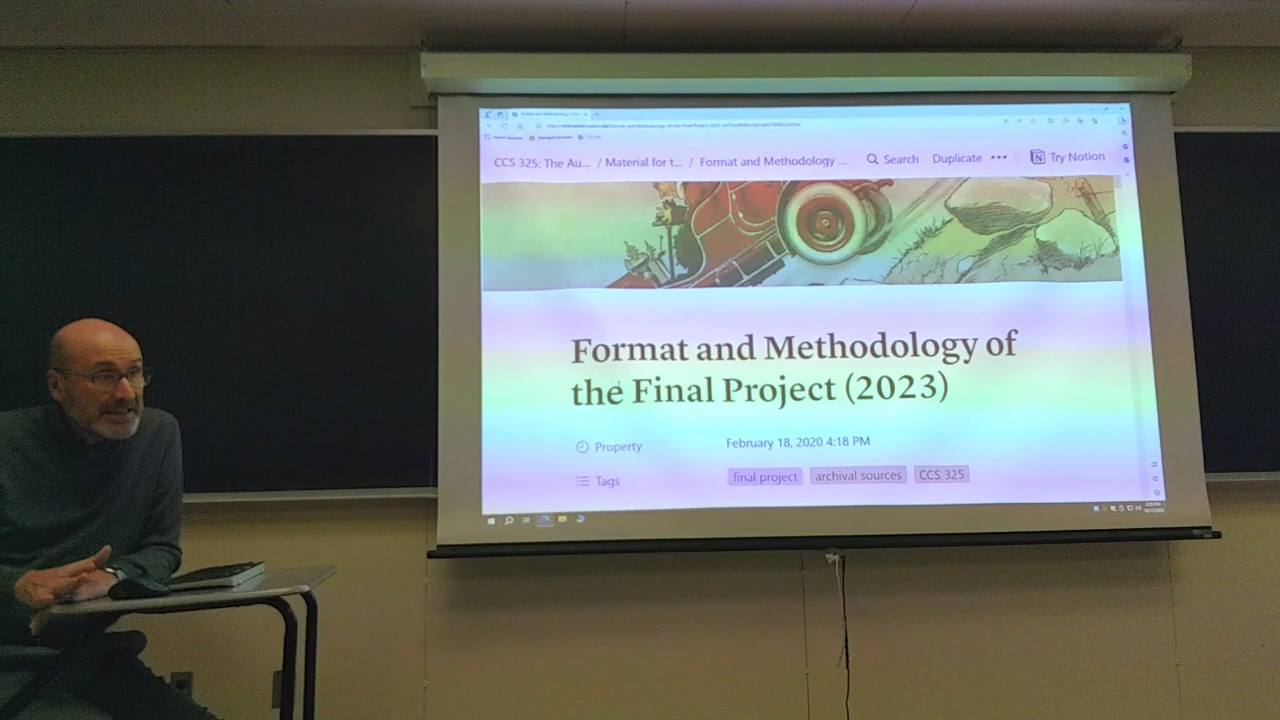 CCS 325: The Au... / Material for t... / Format and Methodology ... Search Duplicate ••• Try Notion
Format and Methodology of
the Final Project (2023)
Property February 18, 2020 4:18 PM
Tags final project archival sources CCS 325